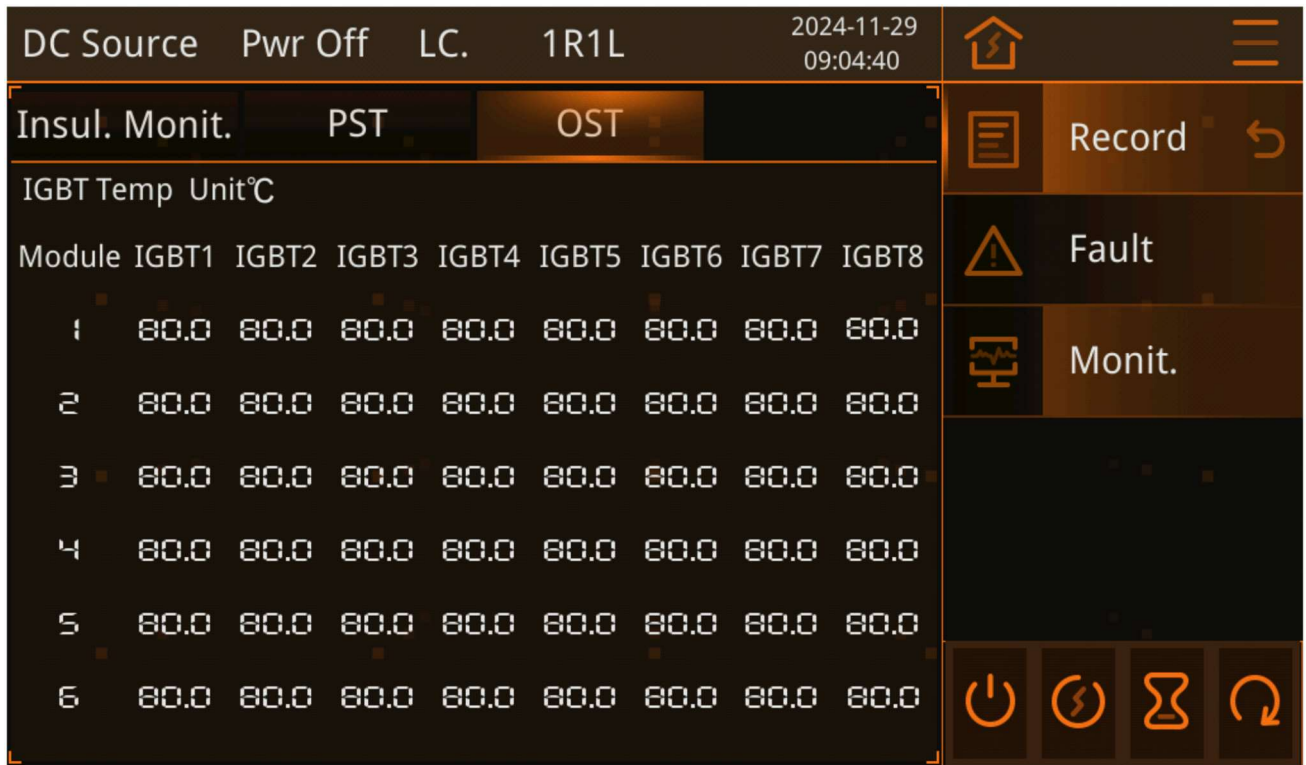 DC Source Pwr Off LC. 1R1L 2024-11-29
09:04:40
Insul. Monit. PST OST
IGBT Temp Unit℃
Module IGBT1 IGBT2 IGBT3 IGBT4 IGBT5 IGBT6 IGBT7 IGBT8
1 80.0 80.0 80.0 80.0 80.0 80.0 80.0 80.0
2 80.0 80.0 80.0 80.0 80.0 80.0 80.0 80.0
3 80.0 80.0 80.0 80.0 80.0 80.0 80.0 80.0
4 80.0 80.0 80.0 80.0 80.0 80.0 80.0 80.0
5 80.0 80.0 80.0 80.0 80.0 80.0 80.0 80.0
6 80.0 80.0 80.0 80.0 80.0 80.0 80.0 80.0
Record
Fault
Monit.